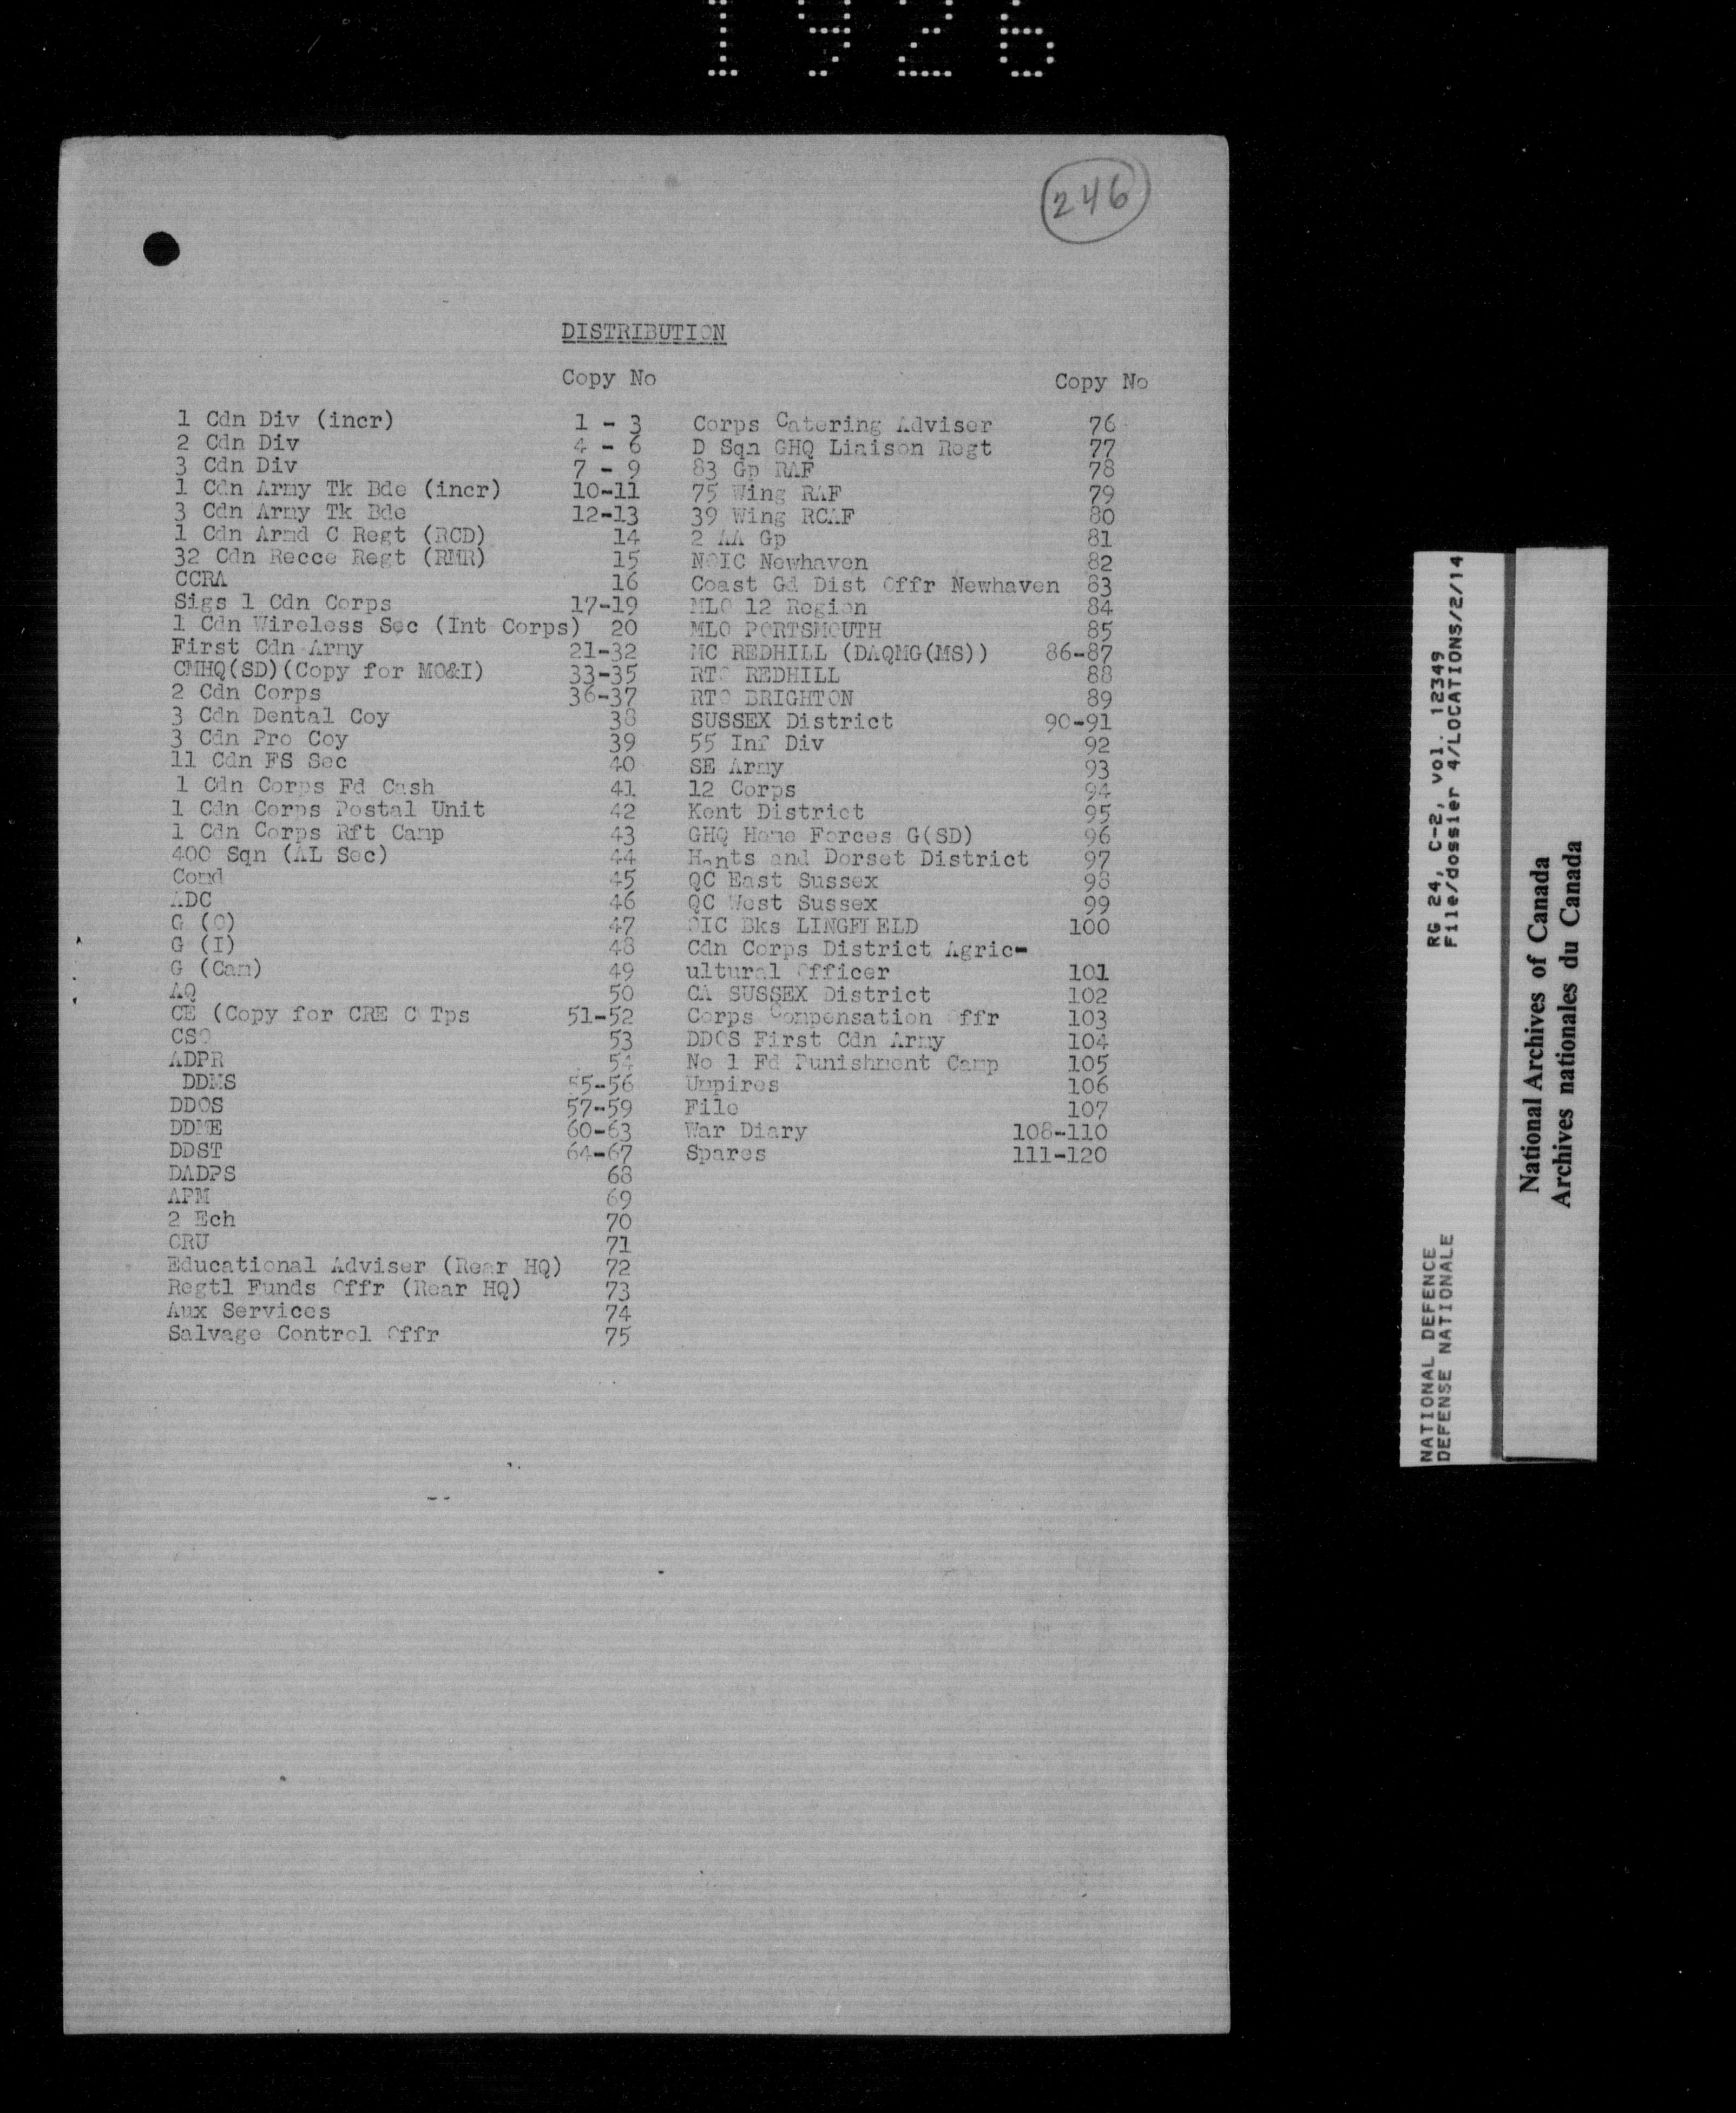 1926
246
DISTRIBUTION
Copy No
1 Cdn Div (incr) 1 - 3
2 Cdn Div 4 - 6
3 Cdn Div 7 - 9
1 Cdn Army Tk Bde (incr) 10-11
3 Cdn Army Tk Bde 12-13
1 Cdn Armd C Regt (RCD) 14
32 Cdn Recce Regt (RMR) 15
CCRA 16
Sigs 1 Cdn Corps 17-19
1 Cdn Wireless Sec (Int Corps) 20
First Cdn Army 21-32
CMHQ(SD)(Copy for MO&I) 33-35
2 Cdn Corps 36-37
3 Cdn Dental Coy 38
3 Cdn Pro Coy 39
11 Cdn FS Sec 40
1 Cdn Corps Fd Cash 41
1 Cdn Corps Postal Unit 42
1 Cdn Corps Rft Camp 43
400 Sqn (AL Sec) 44
Comd 45
ADC 46
G (O) 47
G (I) 48
G (Cam) 49
AQ 50
CE (Copy for CRE C Tps 51-52
CSO 53
ADPR 54
DDMS 55-56
DDOS 57-59
DDME 60-63
DDST 64-67
DADPS 68
APM 69
2 Ech 70
CRU 71
Educational Adviser (Rear HQ) 72
Regtl Funds Offr (Rear HQ) 73
Aux Services 74
Salvage Control Offr 75
Copy No
Corps Catering Adviser 76
D Sqn GHQ Liaison Regt 77
83 Gp RAF 78
75 Wing RAF 79
39 Wing RCAF 80
2 AA Gp 81
NOIC Newhaven 82
Coast Gd Dist Offr Newhaven 83
MLO 12 Region 84
MLO PORTSMOUTH 85
MC REDHILL (DAQMG(MS)) 86-87
RTO REDHILL 88
RTO BRIGHTON 89
SUSSEX District 90-91
55 Inf Div 92
SE Army 93
12 Corps 94
Kent District 95
GHQ Home Forces G(SD) 96
Hants and Dorset District 97
QC East Sussex 98
QC West Sussex 99
OIC Bks LINGFIELD 100
Cdn Corps District Agric-
ultural Officer 101
CA SUSSEX District 102
Corps Compensation Offr 103
DDOS First Cdn Army 104
No 1 Fd Punishment Camp 105
Umpires 106
File 107
War Diary 108-110
Spares 111-120
NATIONAL DEFENCE RG 24, C-2, vol. 12349
DEFENSE NATIONALE File/dossier 4/LOCATIONS/2/14
National Archives of Canada
Archives nationales du Canada